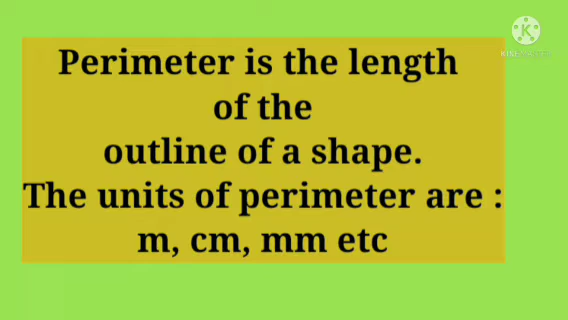 Perimeter is the length
of the
outline of a shape.
The units of perimeter are :
m, cm, mm etc